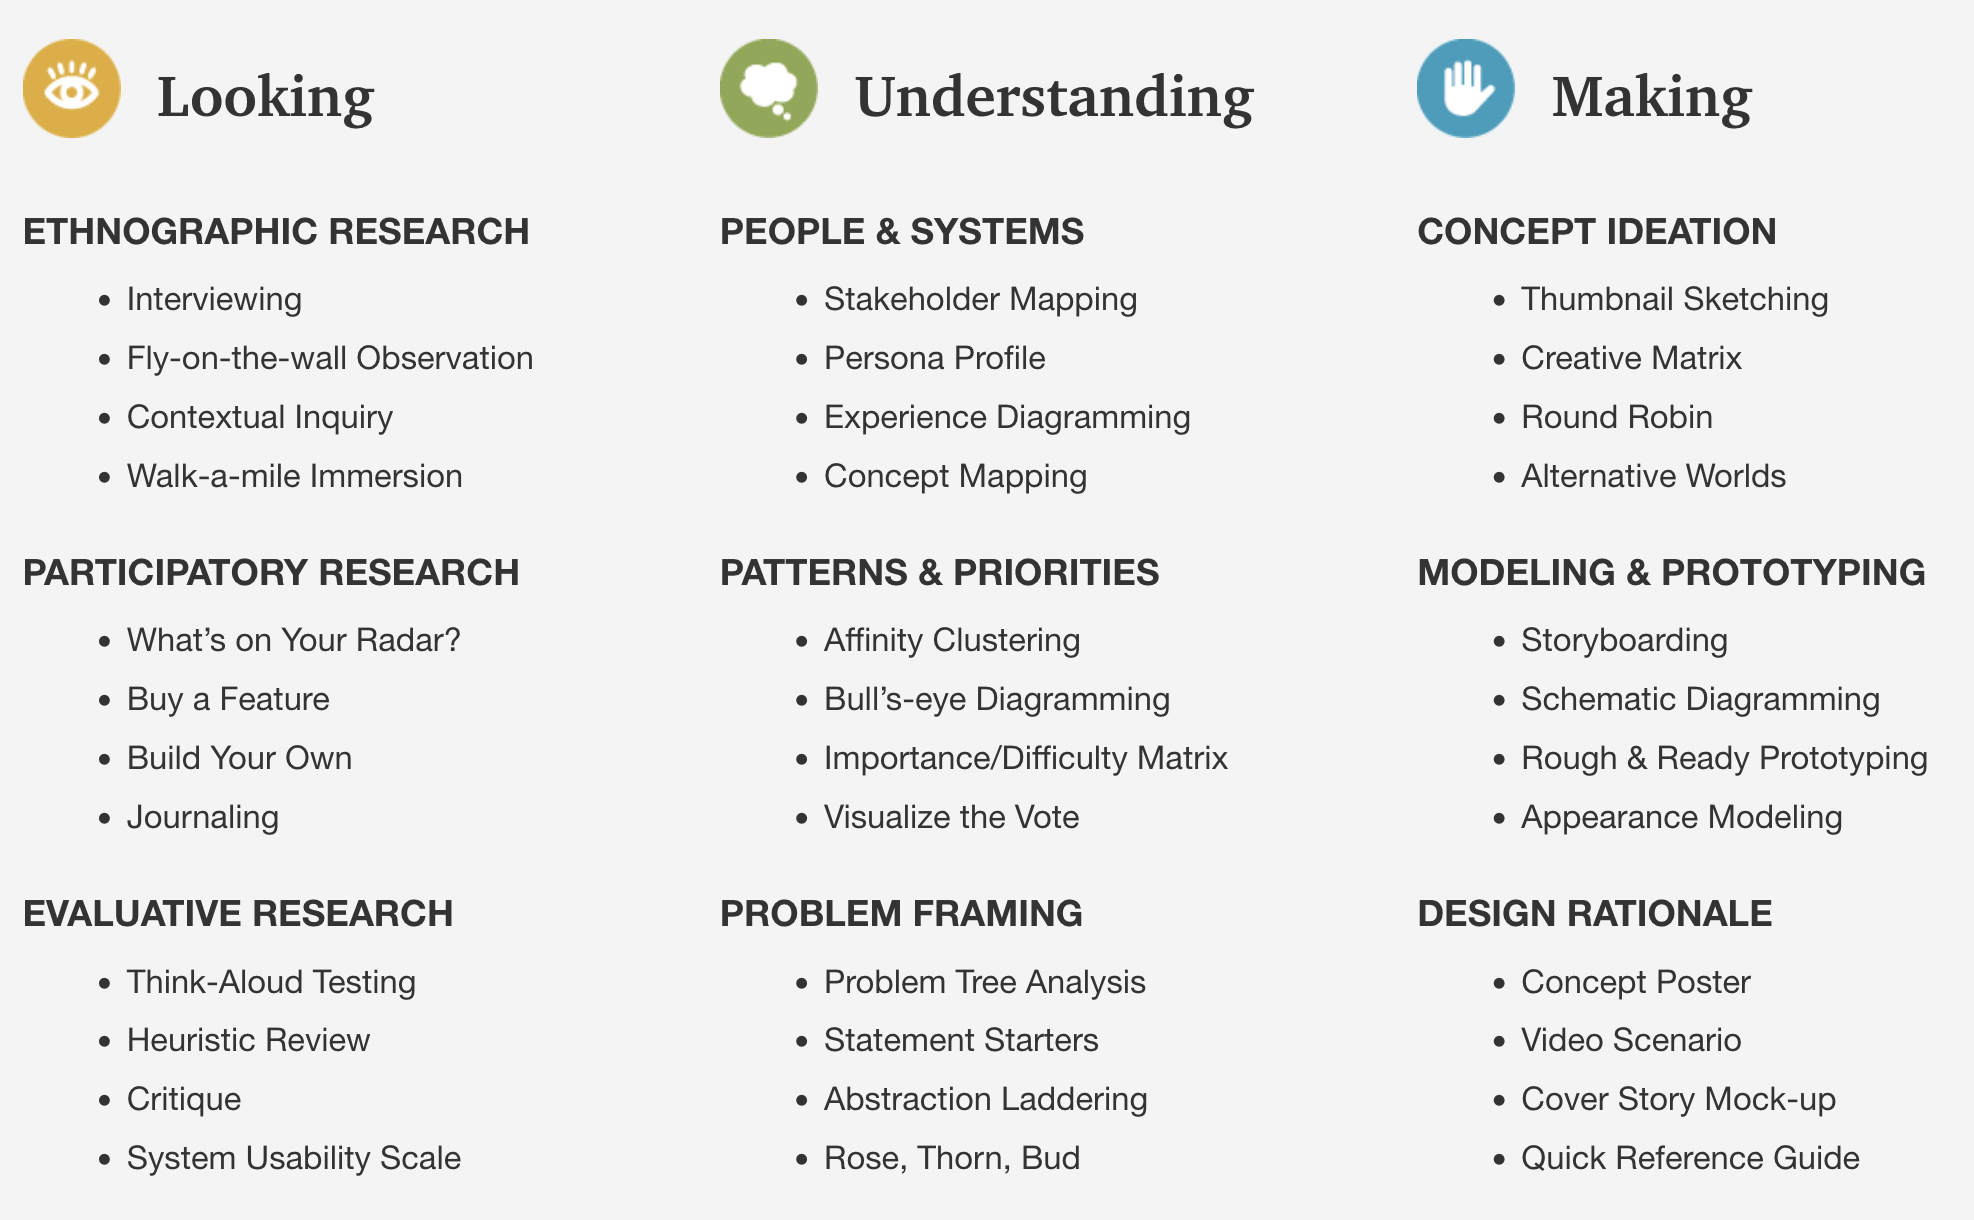 Looking
ETHNOGRAPHIC RESEARCH
• Interviewing
• Fly-on-the-wall Observation
• Contextual Inquiry
• Walk-a-mile Immersion
PARTICIPATORY RESEARCH
• What’s on Your Radar?
• Buy a Feature
• Build Your Own
• Journaling
EVALUATIVE RESEARCH
• Think-Aloud Testing
• Heuristic Review
• Critique
• System Usability Scale
Understanding
PEOPLE & SYSTEMS
• Stakeholder Mapping
• Persona Profile
• Experience Diagramming
• Concept Mapping
PATTERNS & PRIORITIES
• Affinity Clustering
• Bull’s-eye Diagramming
• Importance/Difficulty Matrix
• Visualize the Vote
PROBLEM FRAMING
• Problem Tree Analysis
• Statement Starters
• Abstraction Laddering
• Rose, Thorn, Bud
Making
CONCEPT IDEATION
• Thumbnail Sketching
• Creative Matrix
• Round Robin
• Alternative Worlds
MODELING & PROTOTYPING
• Storyboarding
• Schematic Diagramming
• Rough & Ready Prototyping
• Appearance Modeling
DESIGN RATIONALE
• Concept Poster
• Video Scenario
• Cover Story Mock-up
• Quick Reference Guide